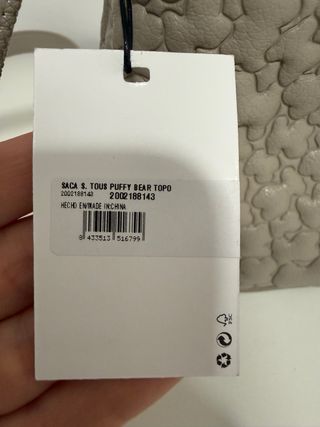 SACA S. TOUS PUFFY BEAR TOPO
2002188143 2002188143
HECHO EN/MADE IN:CHINA
8 433513 516799